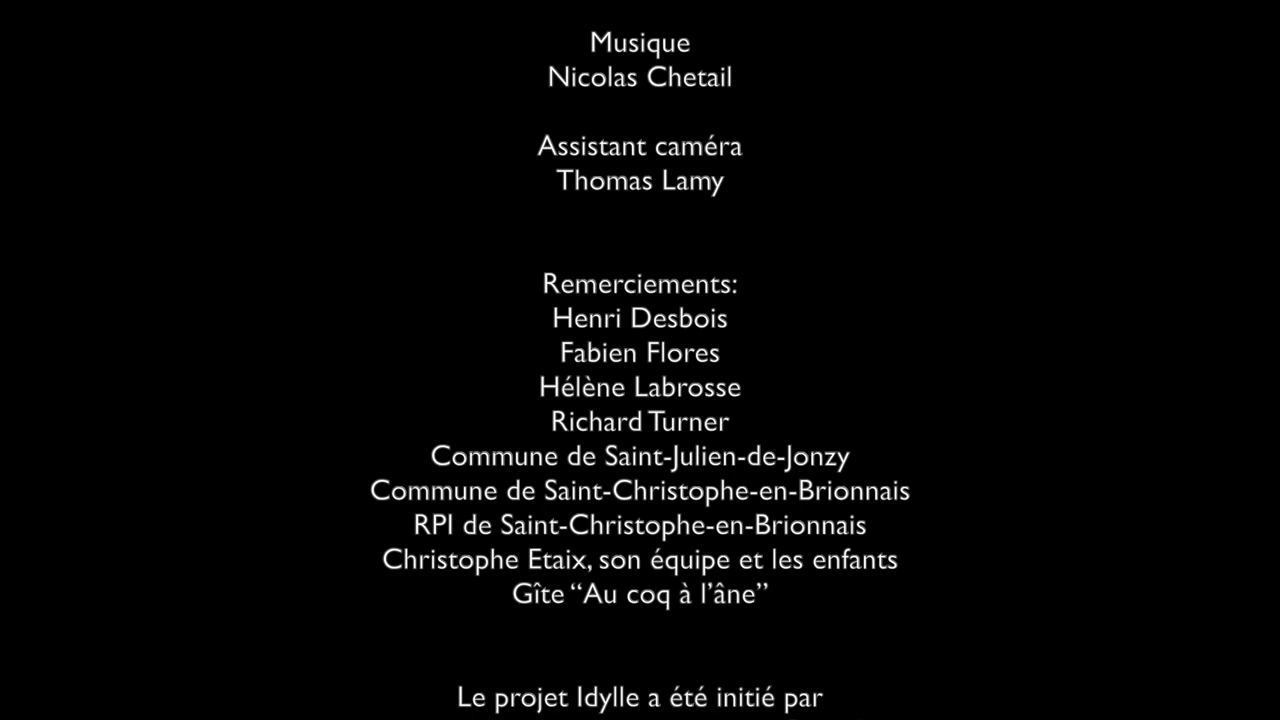 Musique
Nicolas Chetail
Assistant caméra
Thomas Lamy
Remerciements:
Henri Desbois
Fabien Flores
Hélène Labrosse
Richard Turner
Commune de Saint-Julien-de-Jonzy
Commune de Saint-Christophe-en-Brionnais
RPI de Saint-Christophe-en-Brionnais
Christophe Etaix, son équipe et les enfants
Gîte “Au coq à l’âne”
Le projet Idylle a été initié par